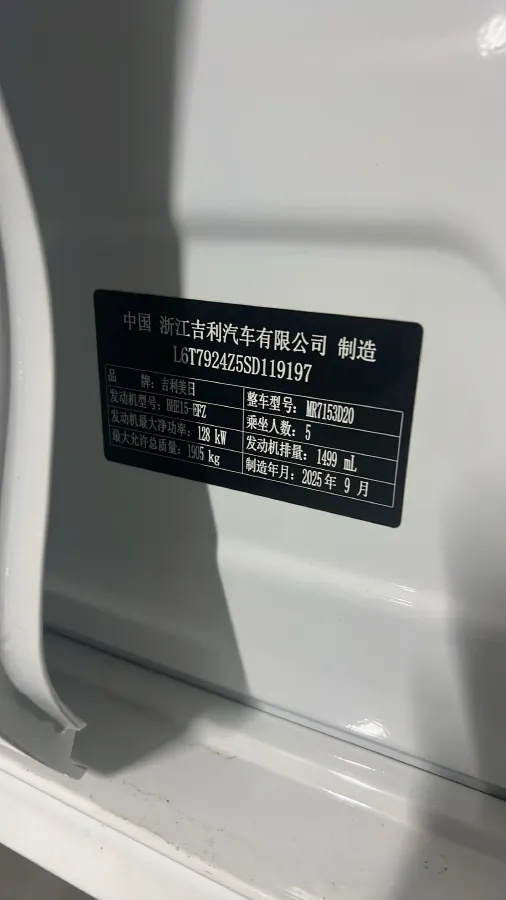 中国 浙江吉利汽车有限公司 制造
L6T7924Z5SD119197
品 牌：吉利美日
整车型号：MR7153D20
发动机型号：BHE15-EFZ
乘坐人数：5
发动机最大净功率：128 kW
发动机排量：1499 mL
最大允许总质量：1905 kg
制造年月：2025年 9 月